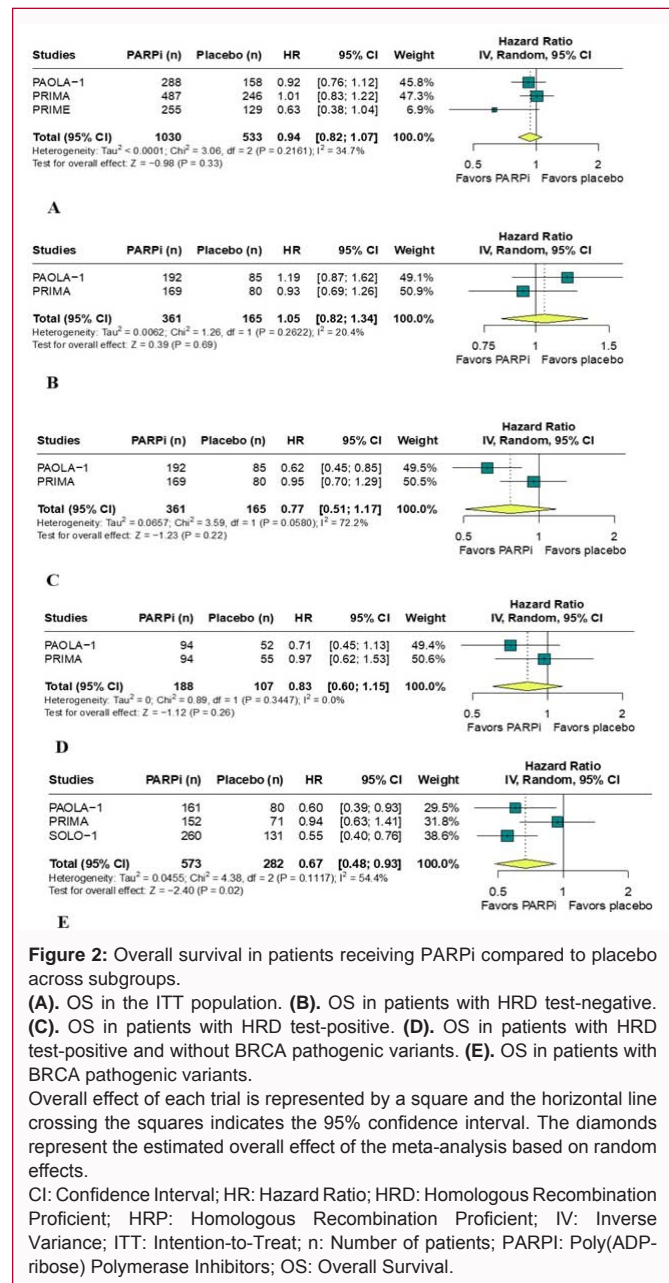 Hazard Ratio
Studies PARPi (n) Placebo (n) HR 95% CI Weight IV, Random, 95% CI
PAOLA−1 288 158 0.92 [0.76; 1.12] 45.8%
PRIMA 487 246 1.01 [0.83; 1.22] 47.3%
PRIME 255 129 0.63 [0.38; 1.04] 6.9%
Total (95% CI) 1030 533 0.94 [0.82; 1.07] 100.0%
Heterogeneity: Tau² < 0.0001; Chi² = 3.06, df = 2 (P = 0.2161); I² = 34.7%
Test for overall effect: Z = −0.98 (P = 0.33)
0.5 1 2
Favors PARPi Favors placebo
A
Hazard Ratio
Studies PARPi (n) Placebo (n) HR 95% CI Weight IV, Random, 95% CI
PAOLA−1 192 85 1.19 [0.87; 1.62] 49.1%
PRIMA 169 80 0.93 [0.69; 1.26] 50.9%
Total (95% CI) 361 165 1.05 [0.82; 1.34] 100.0%
Heterogeneity: Tau² = 0.0062; Chi² = 1.26, df = 1 (P = 0.2622); I² = 20.4%
Test for overall effect: Z = 0.39 (P = 0.69)
0.75 1 1.5
Favors PARPi Favors placebo
B
Hazard Ratio
Studies PARPi (n) Placebo (n) HR 95% CI Weight IV, Random, 95% CI
PAOLA−1 192 85 0.62 [0.45; 0.85] 49.5%
PRIMA 169 80 0.95 [0.70; 1.29] 50.5%
Total (95% CI) 361 165 0.77 [0.51; 1.17] 100.0%
Heterogeneity: Tau² = 0.0657; Chi² = 3.59, df = 1 (P = 0.0580); I² = 72.2%
Test for overall effect: Z = −1.23 (P = 0.22)
0.5 1 2
Favors PARPi Favors placebo
C
Hazard Ratio
Studies PARPi (n) Placebo (n) HR 95% CI Weight IV, Random, 95% CI
PAOLA−1 94 52 0.71 [0.45; 1.13] 49.4%
PRIMA 94 55 0.97 [0.62; 1.53] 50.6%
Total (95% CI) 188 107 0.83 [0.60; 1.15] 100.0%
Heterogeneity: Tau² = 0; Chi² = 0.89, df = 1 (P = 0.3447); I² = 0.0%
Test for overall effect: Z = −1.12 (P = 0.26)
0.5 1 2
Favors PARPi Favors placebo
D
Hazard Ratio
Studies PARPi (n) Placebo (n) HR 95% CI Weight IV, Random, 95% CI
PAOLA−1 161 80 0.60 [0.39; 0.93] 29.5%
PRIMA 152 71 0.94 [0.63; 1.41] 31.8%
SOLO−1 260 131 0.55 [0.40; 0.76] 38.6%
Total (95% CI) 573 282 0.67 [0.48; 0.93] 100.0%
Heterogeneity: Tau² = 0.0455; Chi² = 4.38, df = 2 (P = 0.1117); I² = 54.4%
Test for overall effect: Z = −2.40 (P = 0.02)
0.5 1 2
Favors PARPi Favors placebo
E
Figure 2: Overall survival in patients receiving PARPi compared to placebo
across subgroups.
(A). OS in the ITT population. (B). OS in patients with HRD test-negative.
(C). OS in patients with HRD test-positive. (D). OS in patients with HRD
test-positive and without BRCA pathogenic variants. (E). OS in patients with
BRCA pathogenic variants.
Overall effect of each trial is represented by a square and the horizontal line
crossing the squares indicates the 95% confidence interval. The diamonds
represent the estimated overall effect of the meta-analysis based on random
effects.
CI: Confidence Interval; HR: Hazard Ratio; HRD: Homologous Recombination
Proficient; HRP: Homologous Recombination Proficient; IV: Inverse
Variance; ITT: Intention-to-Treat; n: Number of patients; PARPI: Poly(ADP-
ribose) Polymerase Inhibitors; OS: Overall Survival.